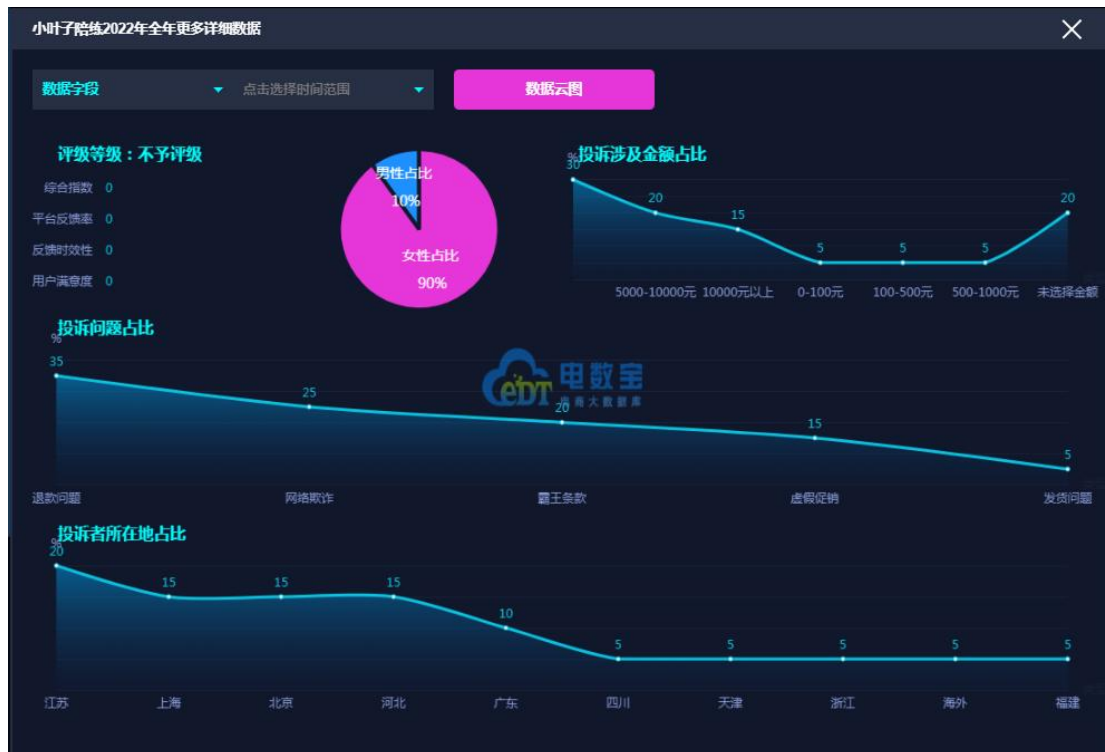 小叶子陪练2022年全年更多详细数据
数据字段 点击选择时间范围 数据云图
评级等级：不予评级
综合指数 0
平台反馈率 0
反馈时效性 0
用户满意度 0
男性占比
10%
女性占比
90%
投诉涉及金额占比
%
30 20 15 5 5 5 20
5000-10000元 10000元以上 0-100元 100-500元 500-1000元 未选择金额
投诉问题占比
%
35 25 20 15 5
电数宝
eDT
电商大数据库
退款问题 网络欺诈 霸王条款 虚假促销 发货问题
投诉者所在地占比
%
20 15 15 15 10 5 5 5 5 5
江苏 上海 北京 河北 广东 四川 天津 浙江 海外 福建